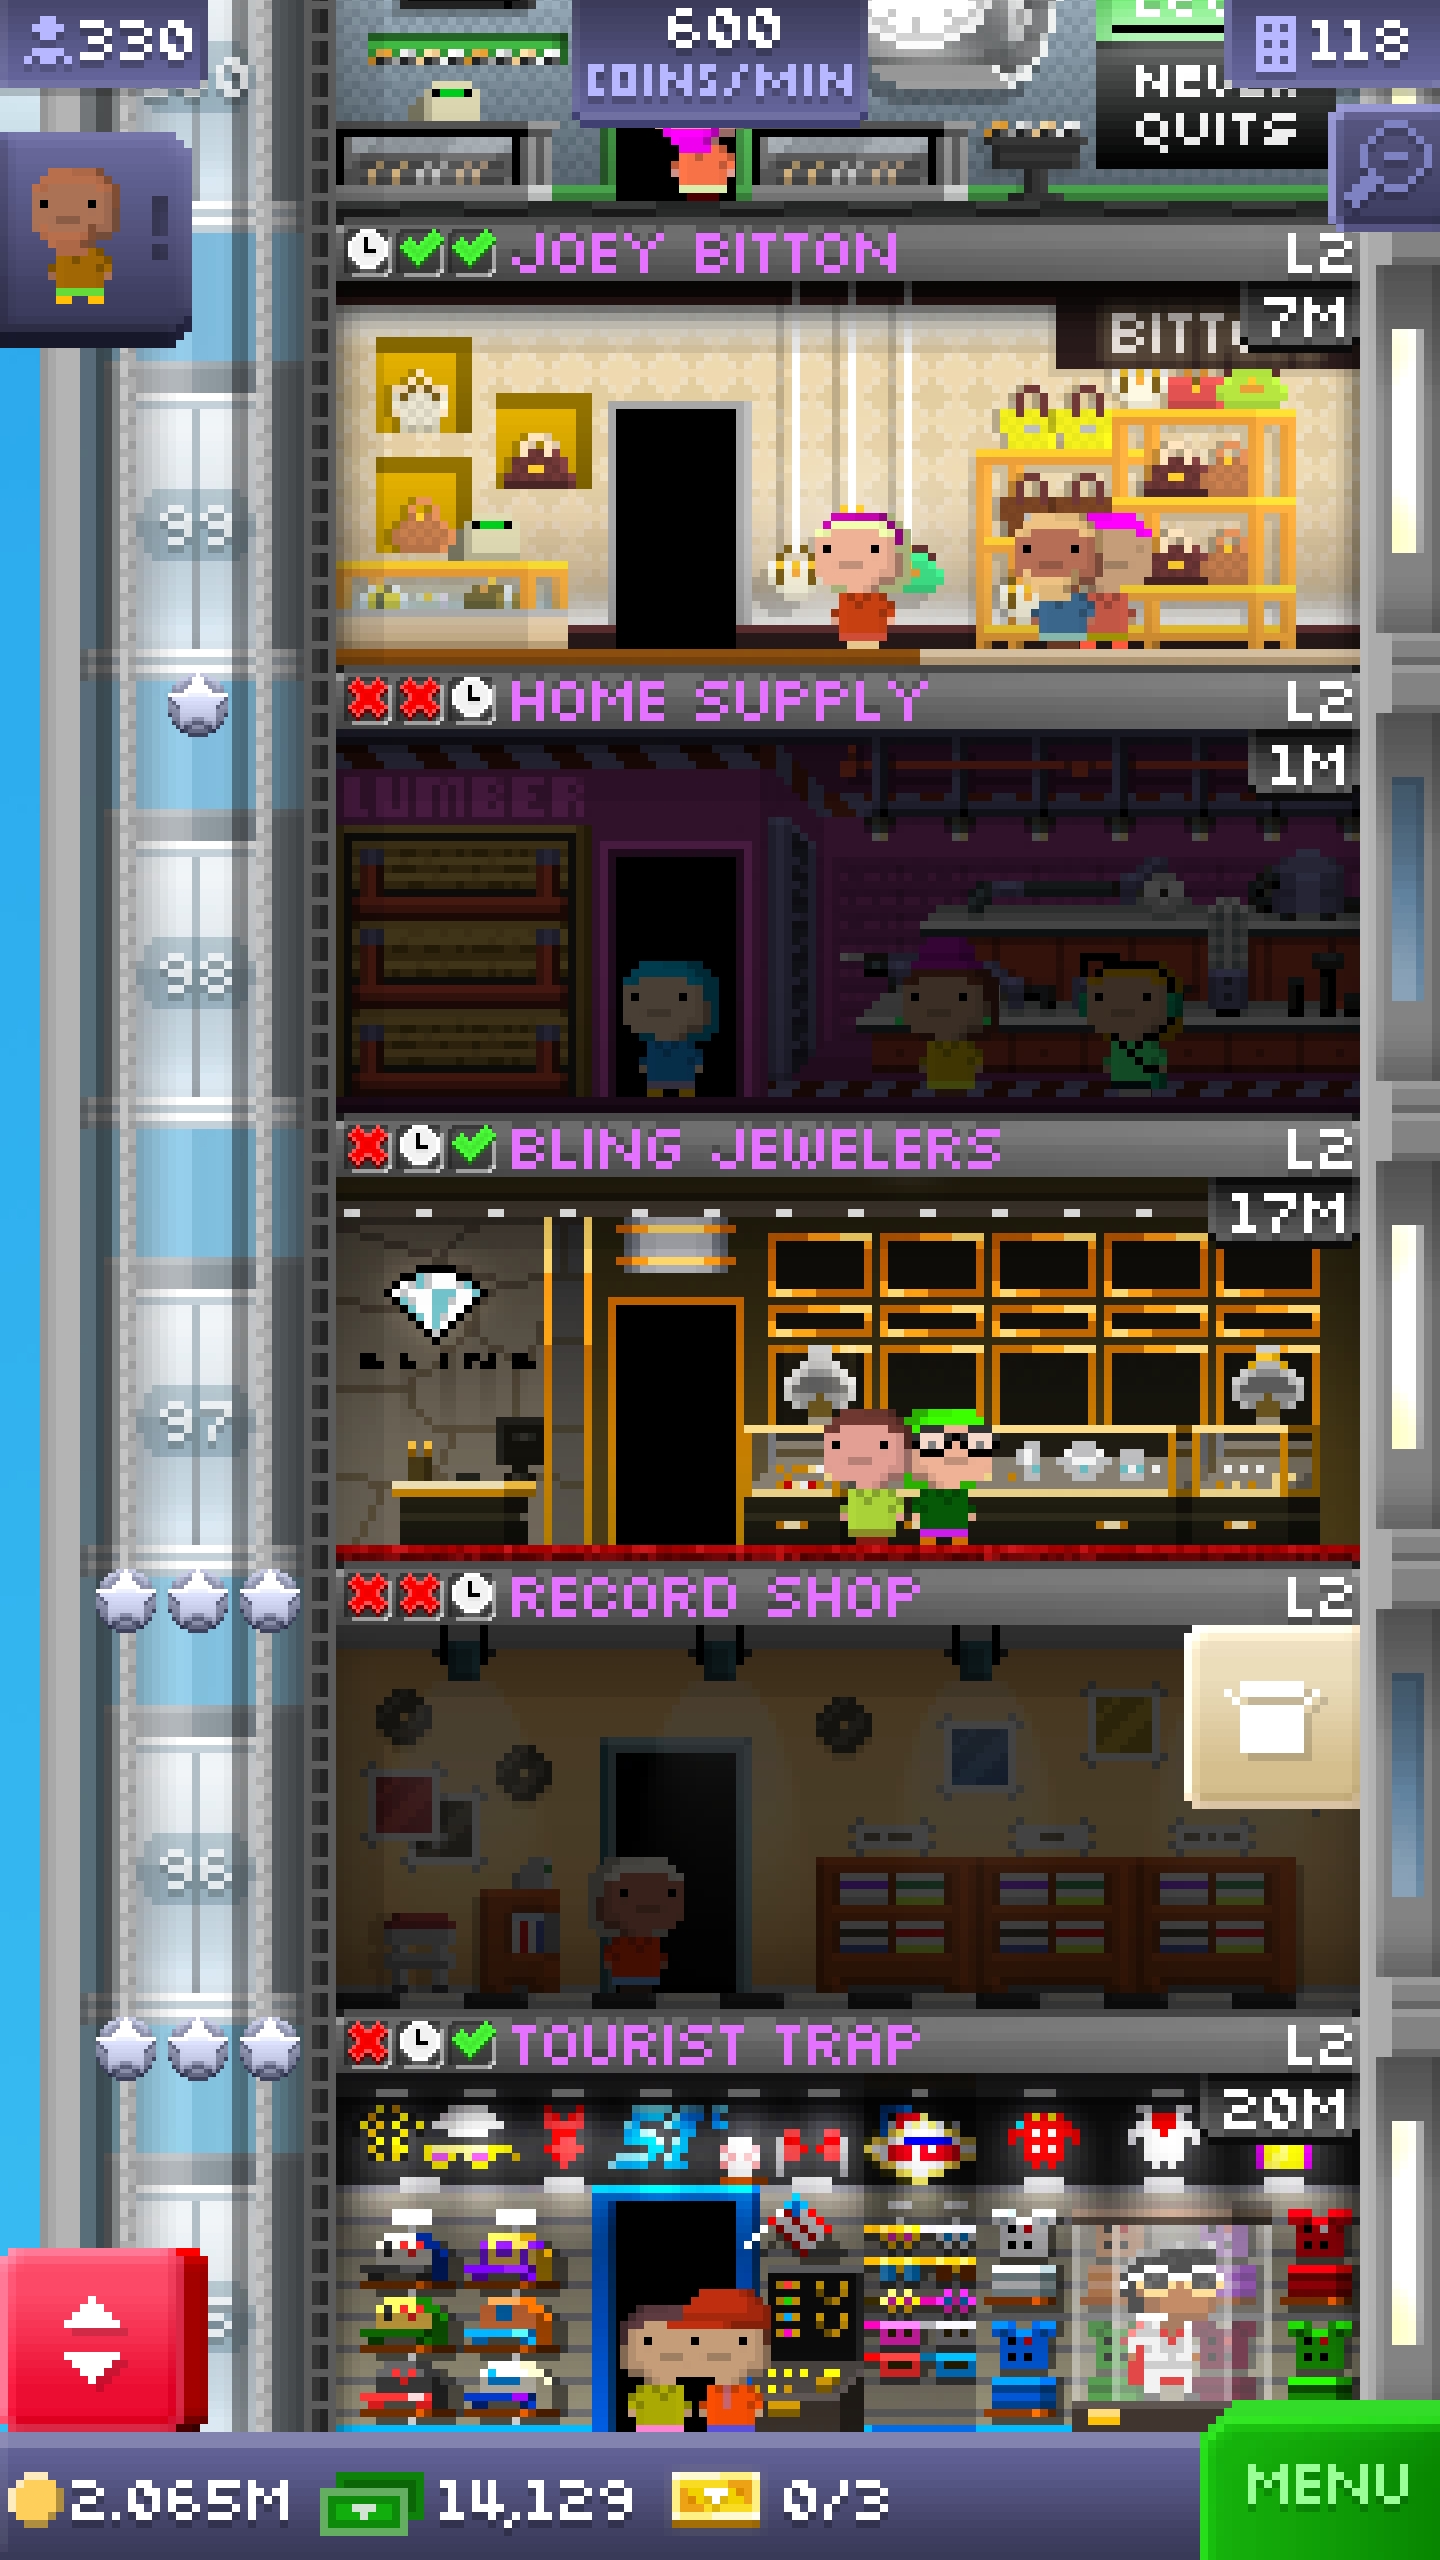 330
600
COINS/MIN
118
QUITS
JOEY BITTON
L2
7M
99
HOME SUPPLY
L2
1M
LUMBER
98
BLING JEWELERS
L2
17M
BLING
97
RECORD SHOP
L2
96
TOURIST TRAP
L2
20M
2.065M
14,129
0/3
MENU